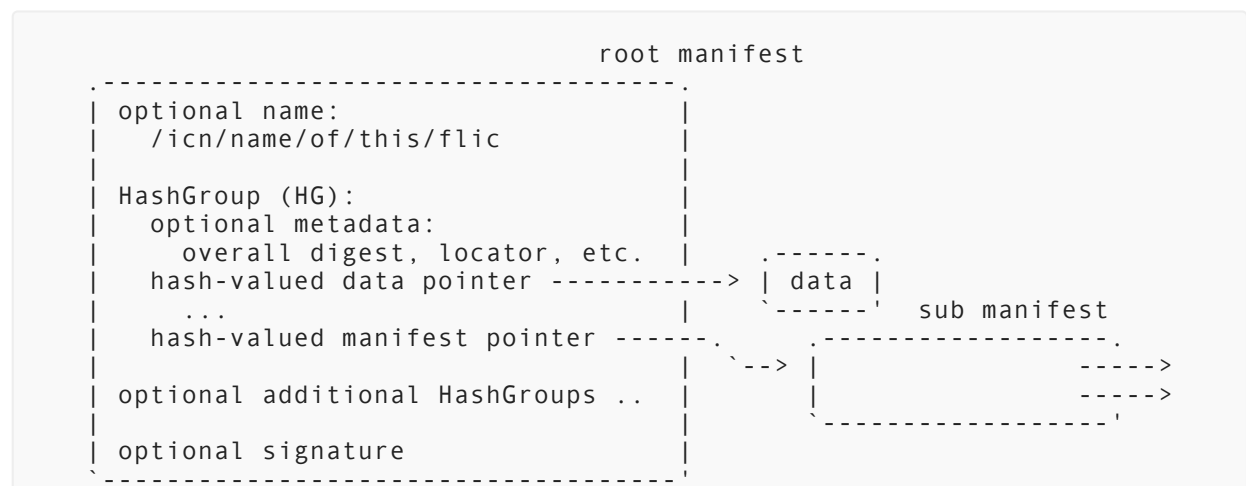 root manifest
optional name:
/icn/name/of/this/flic
HashGroup (HG):
optional metadata:
overall digest, locator, etc.
hash-valued data pointer -----------> | data |
... sub manifest
hash-valued manifest pointer ------.
`--> | ----->
optional additional HashGroups .. | ----->
optional signature